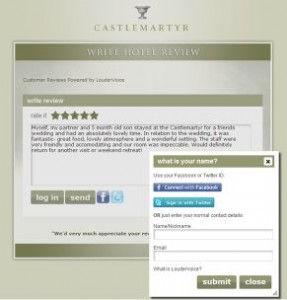 CASTLEMARTYR
WRITE HOTEL REVIEW
Customer Reviews Powered by LouderVoice
write review
rate it
Myself, my partner and 5 month old son stayed at the Castlemartyr for a friends
wedding and had an absolutely lovely time. In relation to the wedding, it was
fantastic- great food, lovely atmosphere and a wonderful setting. The staff were
very friendly and accomodating and our room was impeccable. Would definitely
return for another visit or weekend retreat!
log in send
"We'd very much appreciate your rev
what is your name?
Use your Facebook or Twitter ID:
Connect with Facebook
Sign in with Twitter
OR just enter your normal contact details:
Name/Nickname
Email
What is LouderVoice?
submit close